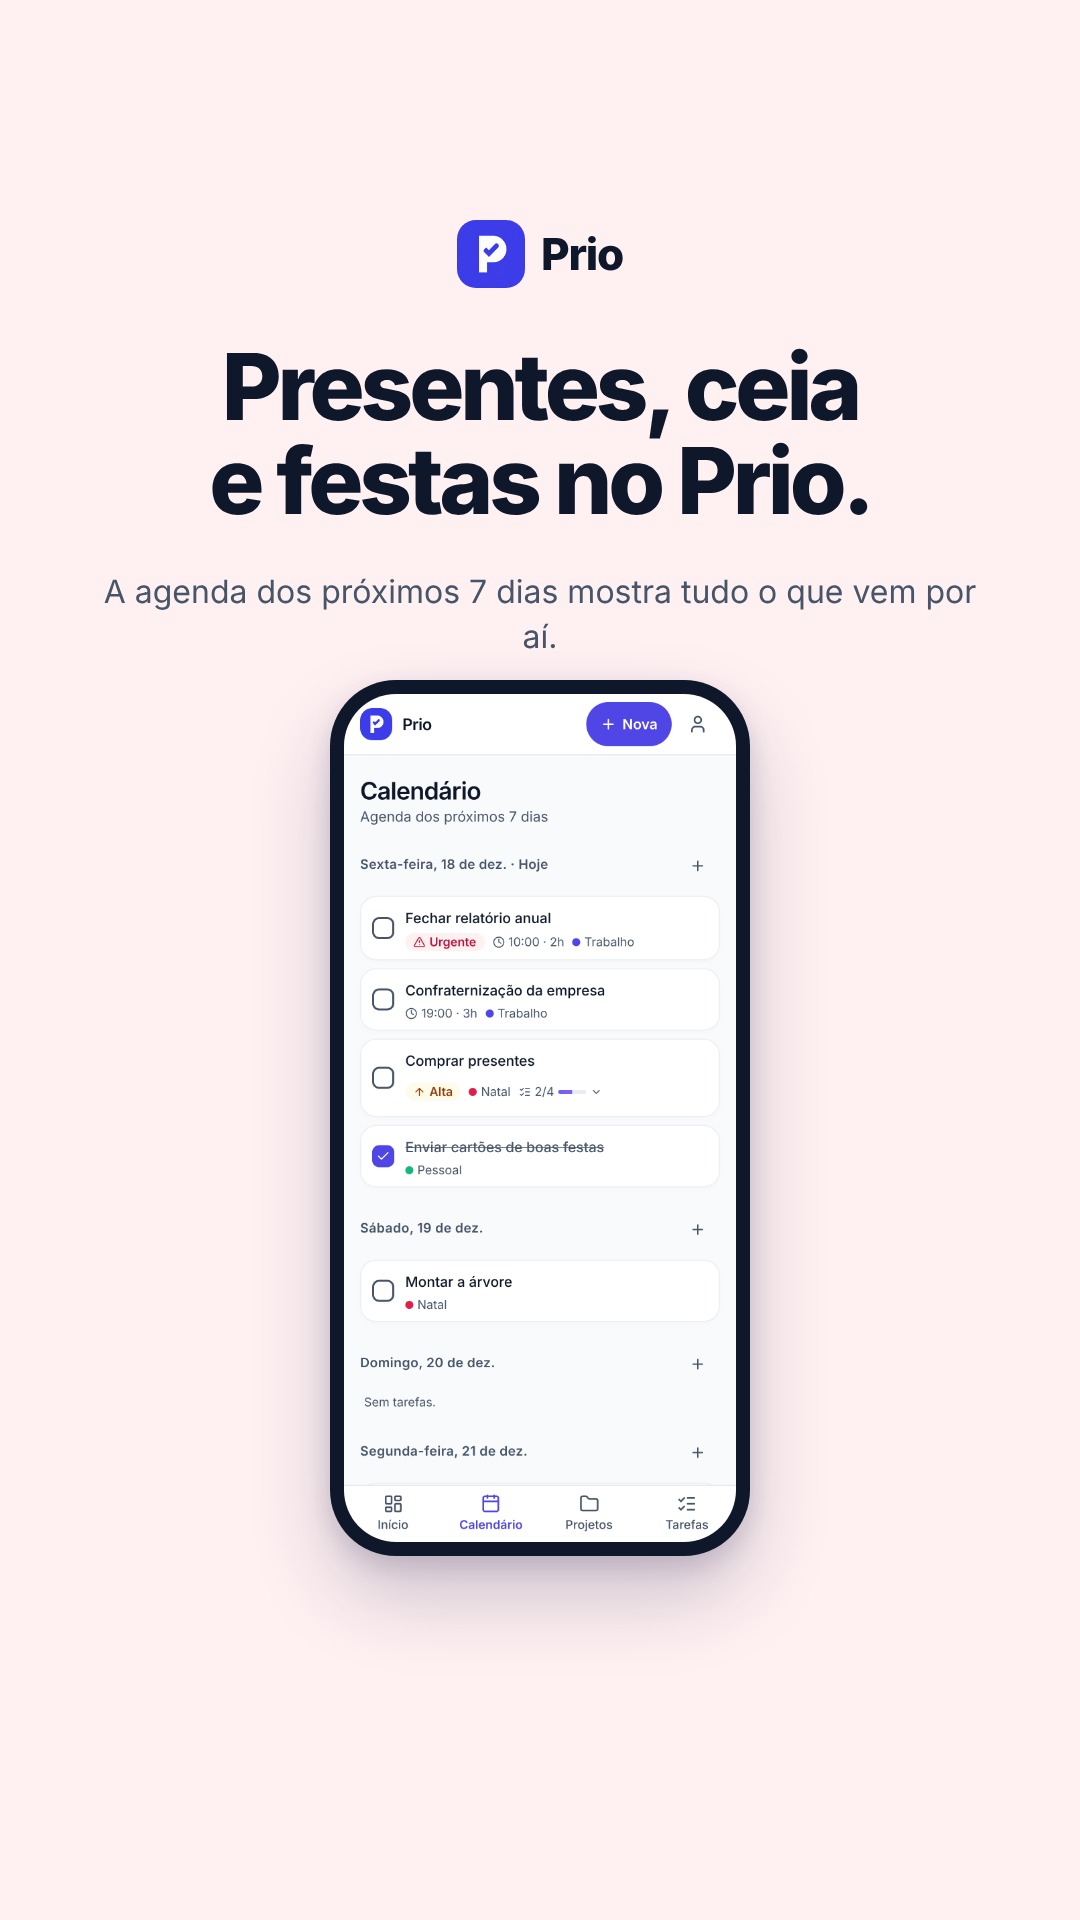 Prio
Presentes, ceia
e festas no Prio.
A agenda dos próximos 7 dias mostra tudo o que vem por
aí.
Prio
+ Nova
Calendário
Agenda dos próximos 7 dias
Sexta-feira, 18 de dez. · Hoje
Fechar relatório anual
Urgente 10:00 · 2h Trabalho
Confraternização da empresa
19:00 · 3h Trabalho
Comprar presentes
Alta Natal 2/4
Enviar cartões de boas festas
Pessoal
Sábado, 19 de dez.
Montar a árvore
Natal
Domingo, 20 de dez.
Sem tarefas.
Segunda-feira, 21 de dez.
Início Calendário Projetos Tarefas